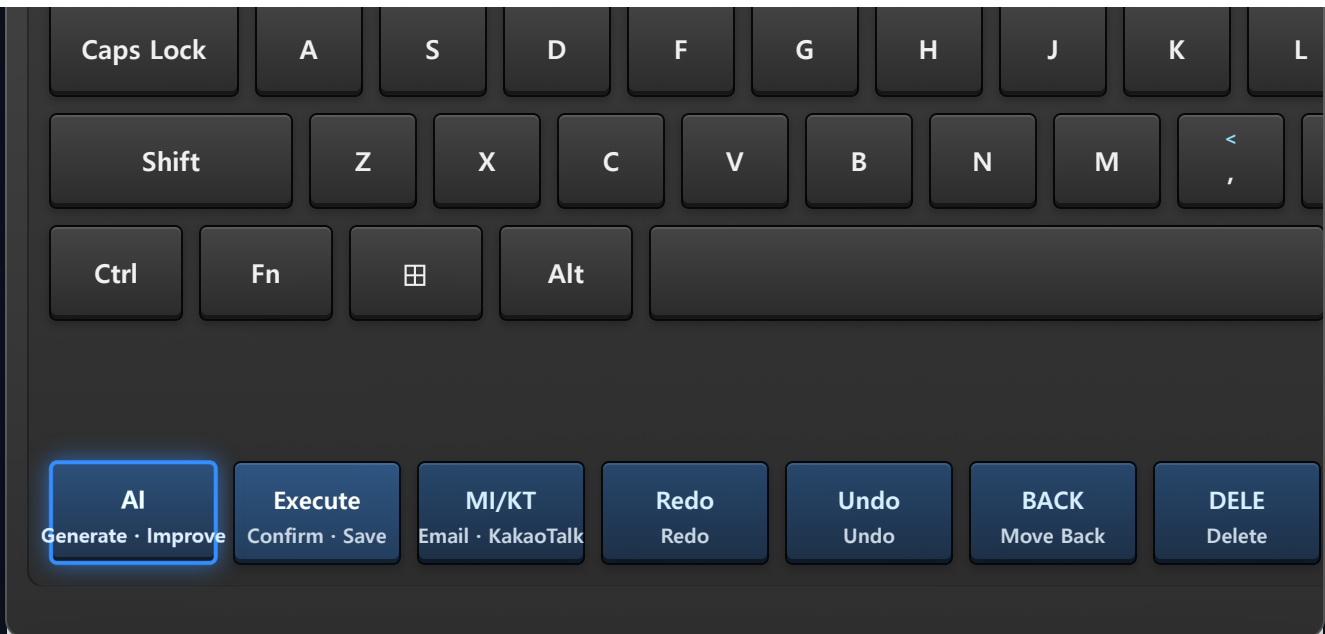 Caps Lock A S D F G H J K L
Shift Z X C V B N M <
,
Ctrl Fn Alt
AI Execute MI/KT Redo Undo BACK DELE
Generate · Improve Confirm · Save Email · KakaoTalk Redo Undo Move Back Delete